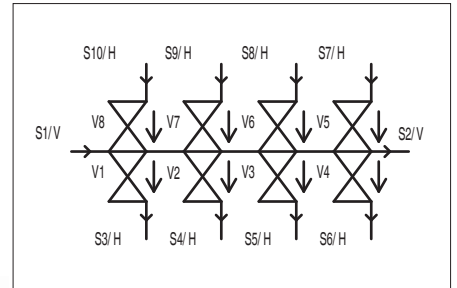 S10/ H S9/ H S8/ H S7/ H
V8 V7 V6 V5
S1/ V S2/ V
V1 V2 V3 V4
S3/ H S4/ H S5/ H S6/ H